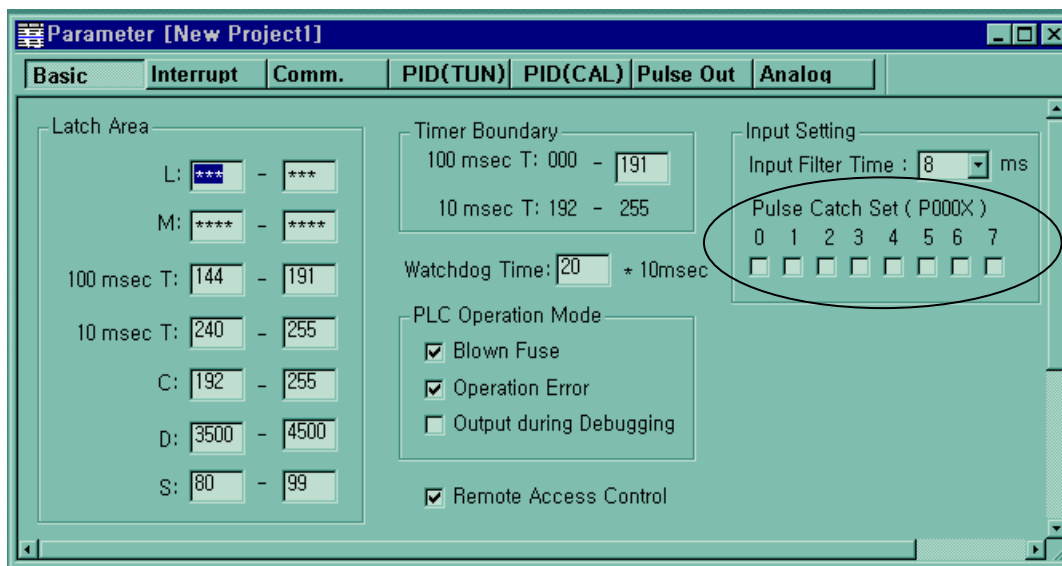 Parameter [New Project1]
Basic Interrupt Comm. PID(TUN) PID(CAL) Pulse Out Analog
Latch Area
L: *** - ***
M: **** - ****
100 msec T: 144 - 191
10 msec T: 240 - 255
C: 192 - 255
D: 3500 - 4500
S: 80 - 99
Timer Boundary
100 msec T: 000 - 191
10 msec T: 192 - 255
Watchdog Time: 20 * 10msec
PLC Operation Mode
Blown Fuse
Operation Error
Output during Debugging
Remote Access Control
Input Setting
Input Filter Time : 8 ms
Pulse Catch Set ( P000X )
0 1 2 3 4 5 6 7